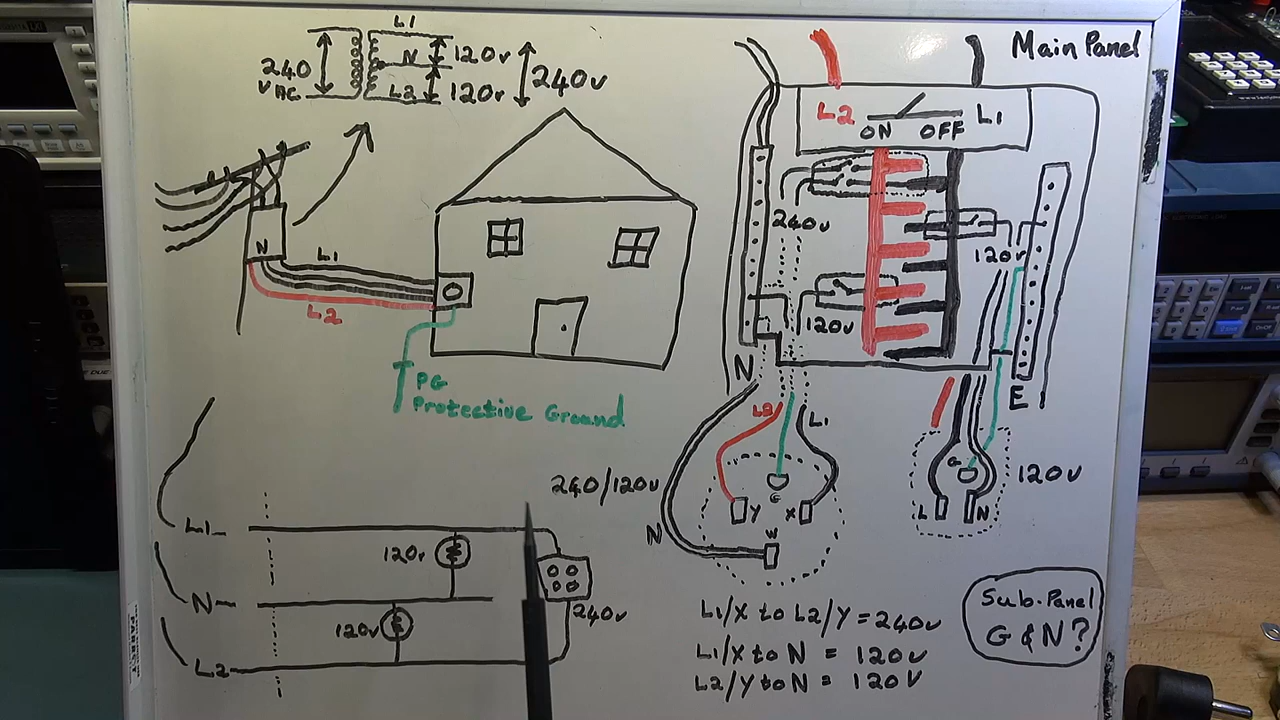 L1
240
VAC
N
120v
L2
120v
240v
Main Panel
L2
ON
OFF
L1
240v
120v
120v
N
L1
L2
PG
Protective Ground
N
E
L2
L1
G
240/120v
Y
X
W
N
G
L
N
120v
L1
120v
N
240v
120v
L2
L1/X to L2/Y = 240v
L1/X to N = 120v
L2/Y to N = 120V
Sub-Panel
G & N?